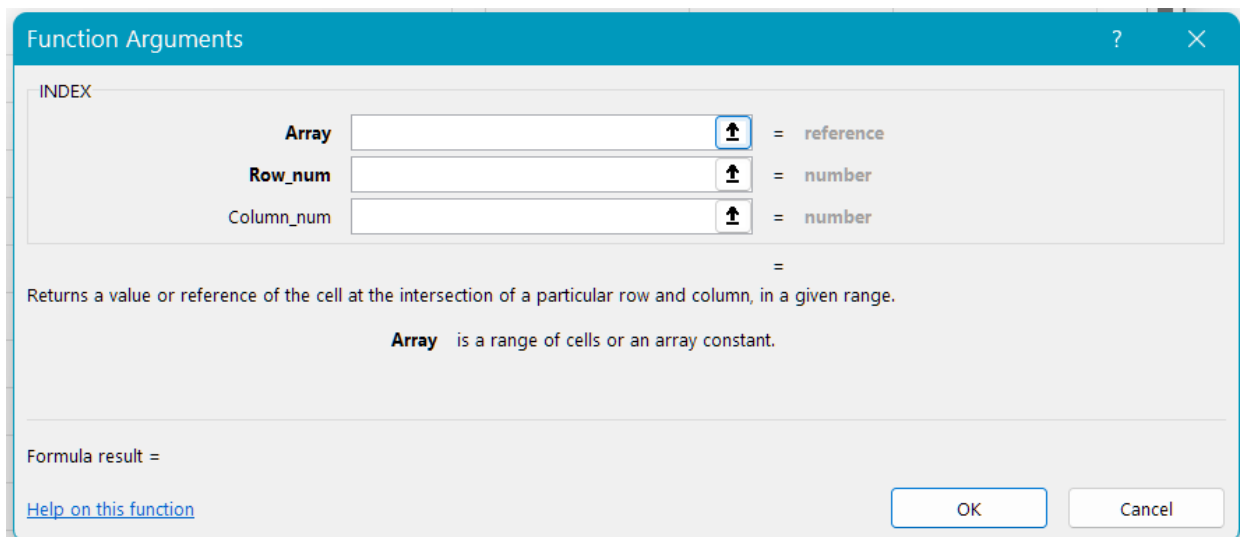 Function Arguments ?
INDEX
Array = reference
Row_num = number
Column_num = number
=
Returns a value or reference of the cell at the intersection of a particular row and column, in a given range.
Array is a range of cells or an array constant.
Formula result =
Help on this function OK Cancel